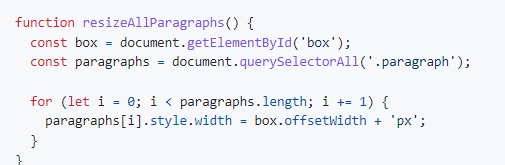 function resizeAllParagraphs() {
  const box = document.getElementById('box');
  const paragraphs = document.querySelectorAll('.paragraph');

  for (let i = 0; i < paragraphs.length; i += 1) {
    paragraphs[i].style.width = box.offsetWidth + 'px';
  }
}